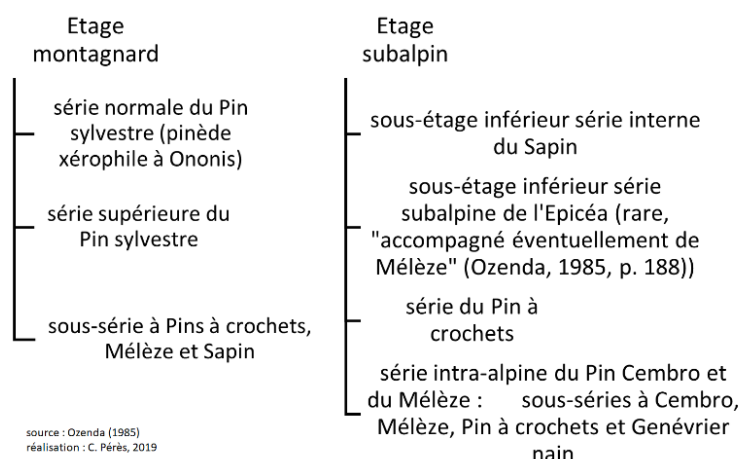 Etage
montagnard
série normale du Pin
sylvestre (pinède
xérophile à Ononis)
série supérieure du
Pin sylvestre
sous-série à Pins à crochets,
Mélèze et Sapin
Etage
subalpin
sous-étage inférieur série interne
du Sapin
sous-étage inférieur série
subalpine de l'Epicéa (rare,
"accompagné éventuellement de
Mélèze" (Ozenda, 1985, p. 188))
série du Pin à
crochets
série intra-alpine du Pin Cembro et
du Mélèze : sous-séries à Cembro,
Mélèze, Pin à crochets et Genévrier
nain
source : Ozenda (1985)
réalisation : C. Pérès, 2019